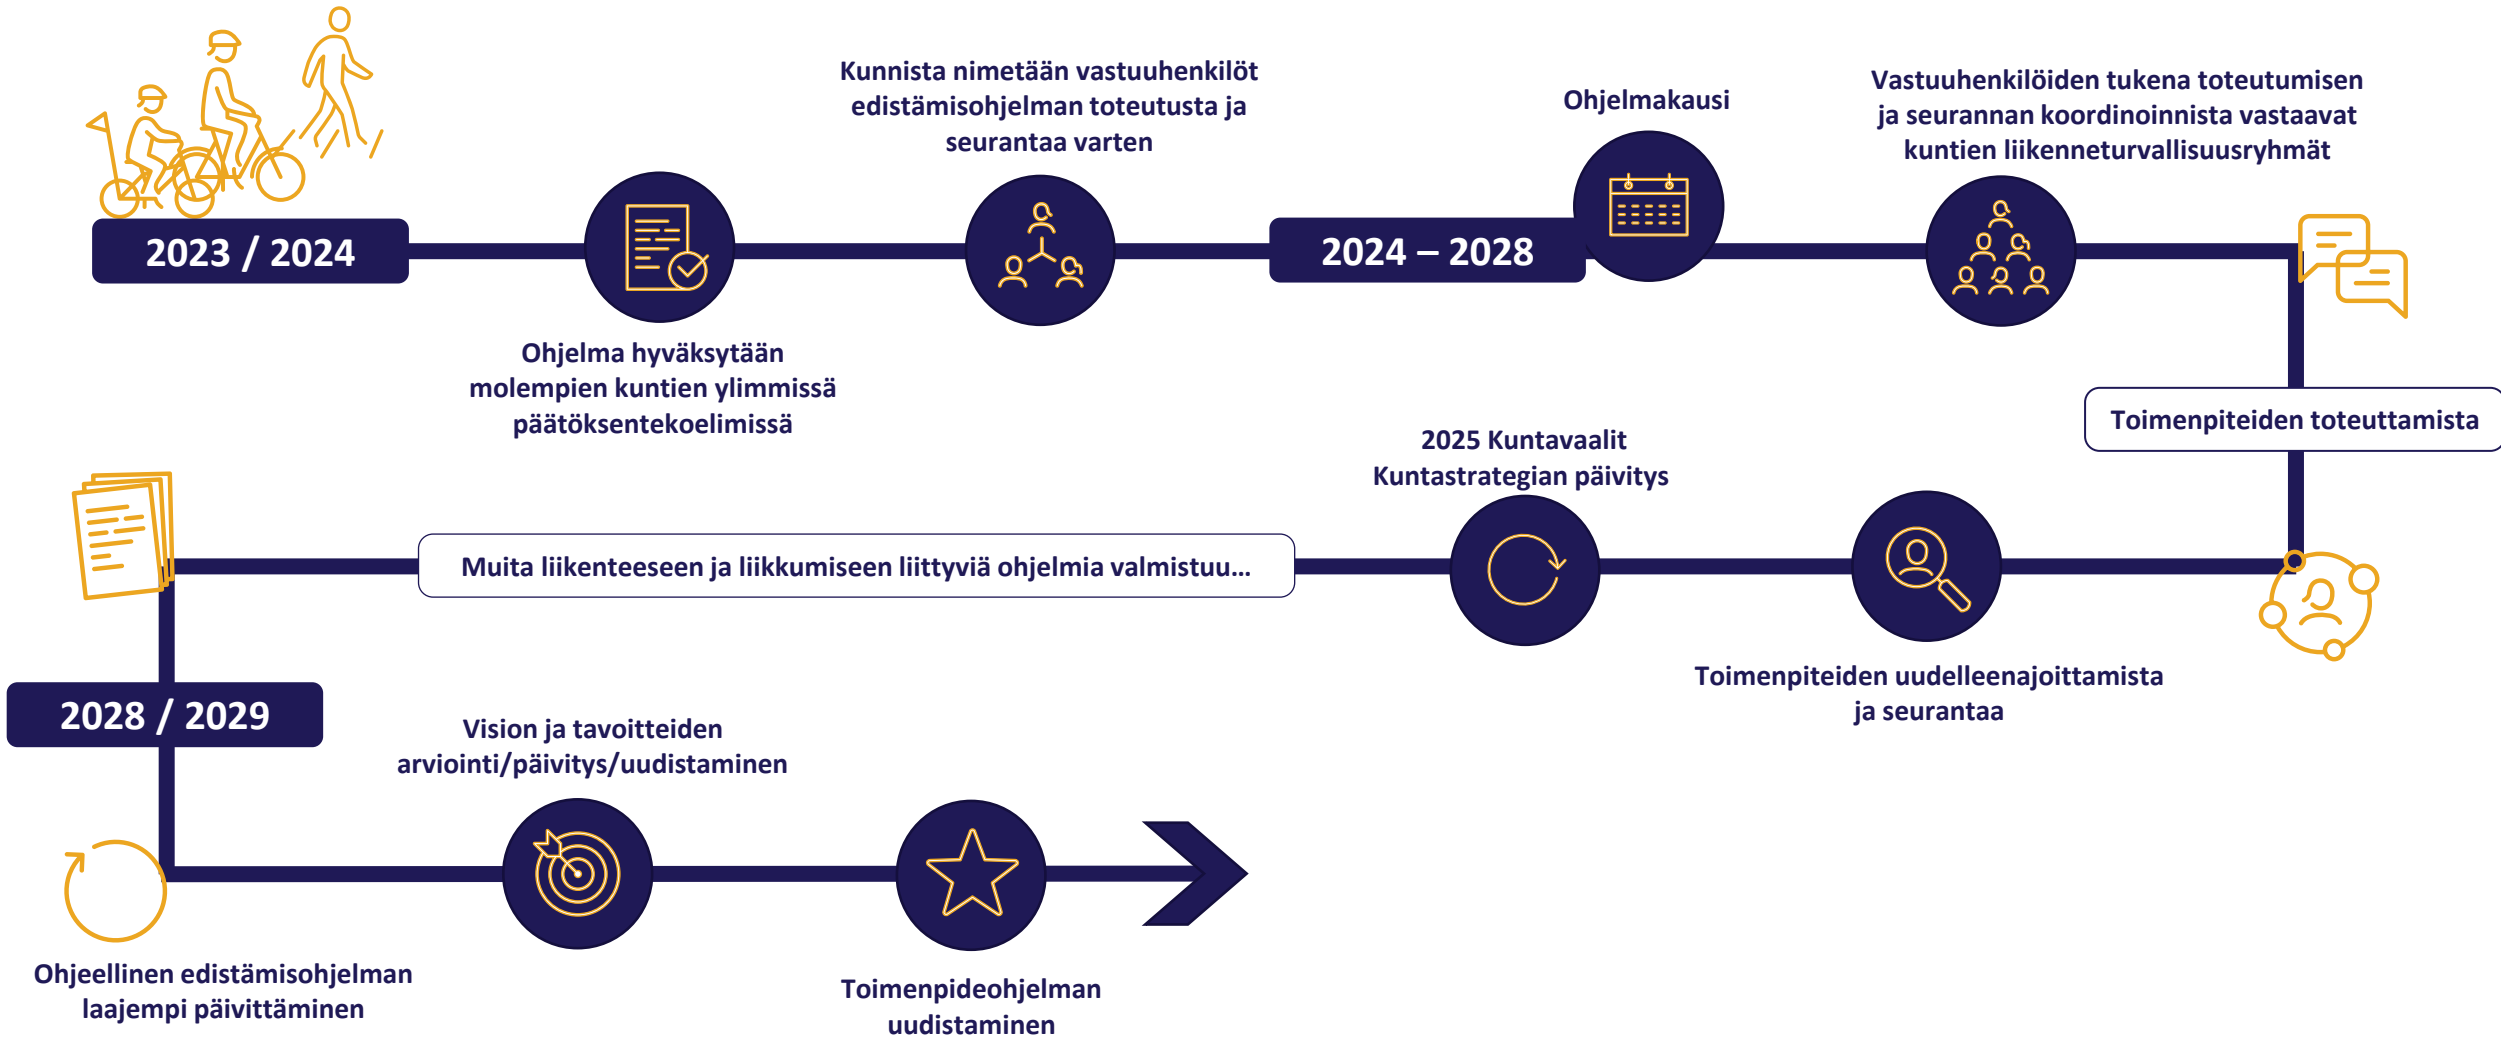 2023 / 2024
Ohjelma hyväksytään
molempien kuntien ylimmissä
päätöksentekoelimissä
Kunnista nimetään vastuuhenkilöt
edistämisohjelman toteutusta ja
seurantaa varten
2024 – 2028
Ohjelmakausi
Vastuuhenkilöiden tukena toteutumisen
ja seurannan koordinoinnista vastaavat
kuntien liikenneturvallisuusryhmät
Toimenpiteiden toteuttamista
Toimenpiteiden uudelleenajoittamista
ja seurantaa
2025 Kuntavaalit
Kuntastrategian päivitys
Muita liikenteeseen ja liikkumiseen liittyviä ohjelmia valmistuu…
2028 / 2029
Ohjeellinen edistämisohjelman
laajempi päivittäminen
Vision ja tavoitteiden
arviointi/päivitys/uudistaminen
Toimenpideohjelman
uudistaminen